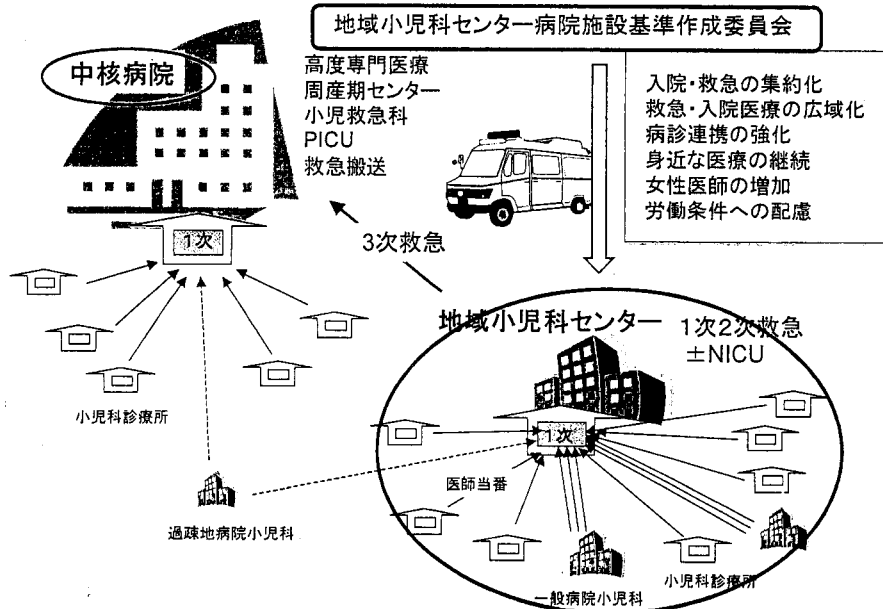 地域小児科センター病院施設基準作成委員会
中核病院
高度専門医療
周産期センター
小児救急科
PICU
救急搬送
入院・救急の集約化
救急・入院医療の広域化
病診連携の強化
身近な医療の継続
女性医師の増加
労働条件への配慮
1次
3次救急
地域小児科センター
1次2次救急
±NICU
小児科診療所
1次
医師当番
過疎地病院小児科
一般病院小児科
小児科診療所